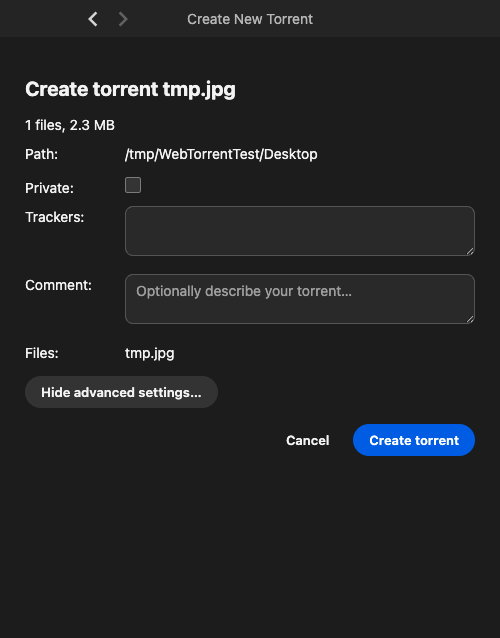 Create New Torrent
Create torrent tmp.jpg
1 files, 2.3 MB
Path: /tmp/WebTorrentTest/Desktop
Private:
Trackers:
Comment: Optionally describe your torrent...
Files: tmp.jpg
Hide advanced settings...
Cancel Create torrent